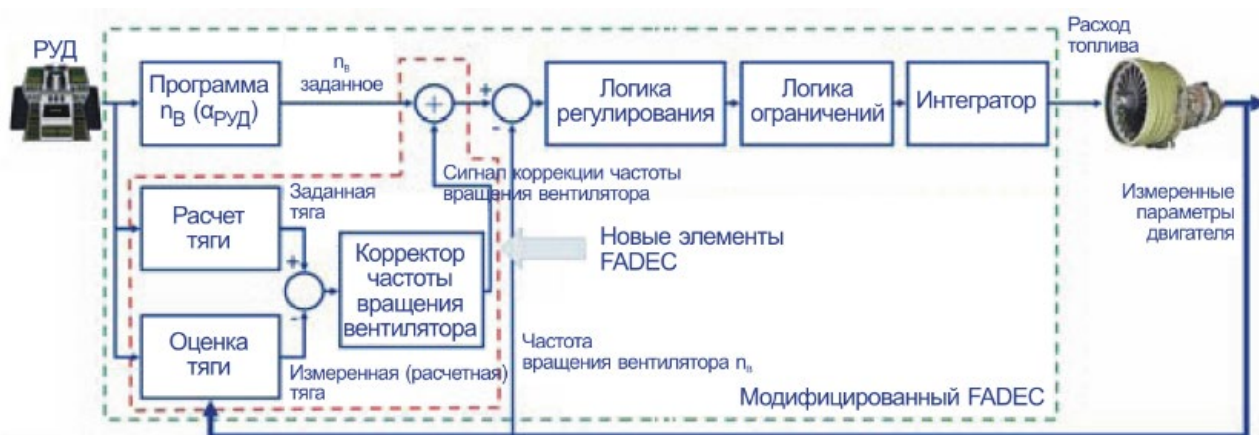 РУД
Программа
nВ (αРУД)
nв
заданное
Логика
регулирования
Логика
ограничений
Интегратор
Расход
топлива
Сигнал коррекции частоты
вращения вентилятора
Измеренные
параметры
двигателя
Расчет
тяги
Заданная
тяга
Корректор
частоты
вращения
вентилятора
Новые элементы
FADEC
Оценка
тяги
Измеренная (расчетная)
тяга
Частота
вращения вентилятора nв
Модифицированный FADEC
+
+
-
+
-